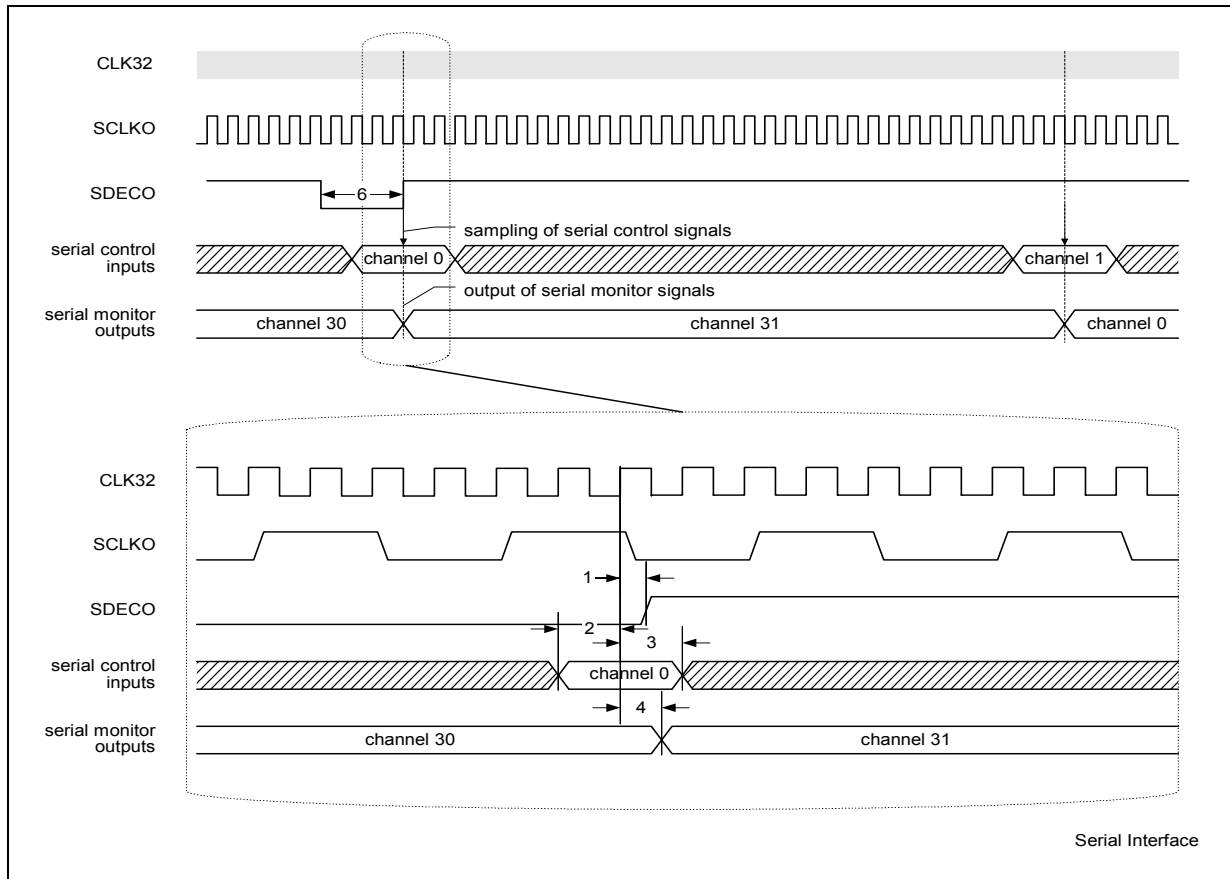 CLK32
SCLKO
SDECO
6
sampling of serial control signals
serial control
inputs
channel 0
channel 1
output of serial monitor signals
serial monitor
outputs
channel 30
channel 31
channel 0
CLK32
SCLKO
1
SDECO
2
3
serial control
inputs
channel 0
4
serial monitor
outputs
channel 30
channel 31
Serial Interface